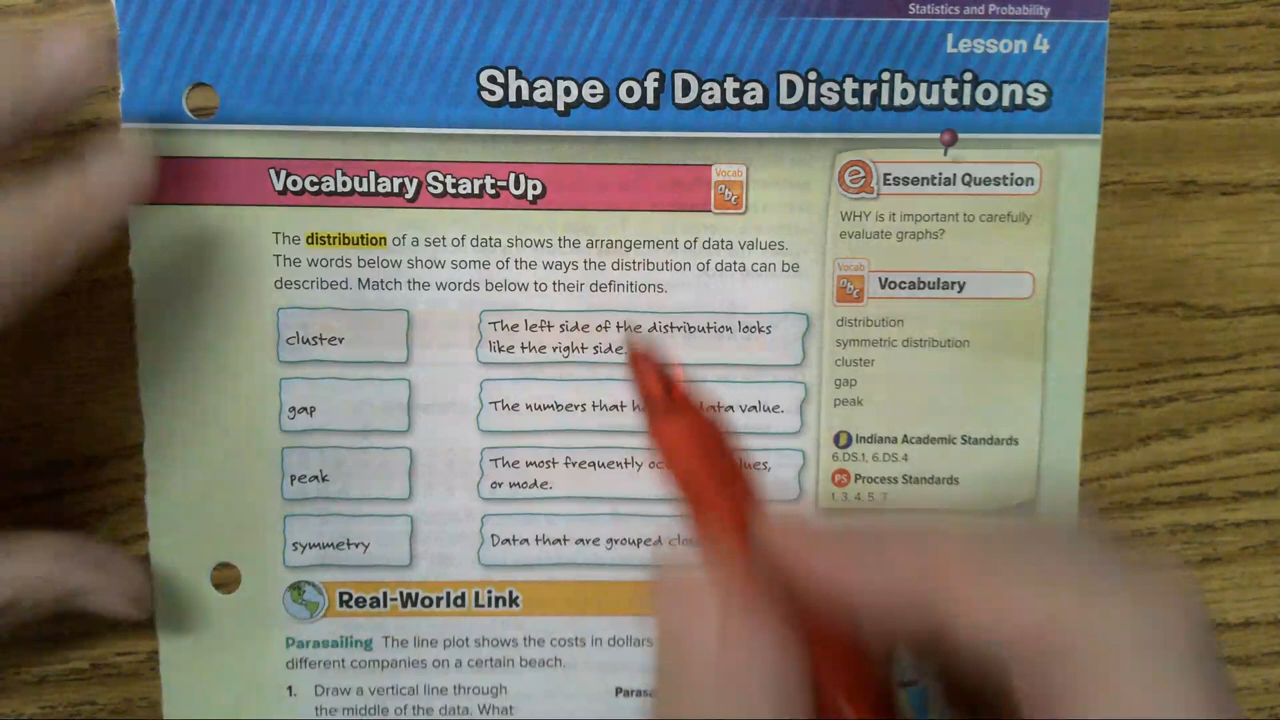 Statistics and Probability
Lesson 4
Shape of Data Distributions
Vocabulary Start-Up
Vocab
abc
The distribution of a set of data shows the arrangement of data values.
The words below show some of the ways the distribution of data can be
described. Match the words below to their definitions.
cluster
The left side of the distribution looks
like the right side.
gap
The numbers that data value.
peak
The most frequently
or mode.
symmetry
Data that are grouped
Real-World Link
Parasailing The line plot shows the costs in dollars
different companies on a certain beach.
1. Draw a vertical line through
the middle of the data. What
e Essential Question
WHY is it important to carefully
evaluate graphs?
Vocab
abc
Vocabulary
distribution
symmetric distribution
cluster
gap
peak
Indiana Academic Standards
6.DS.1, 6.DS.4
PS Process Standards
1, 3, 4, 5, 7